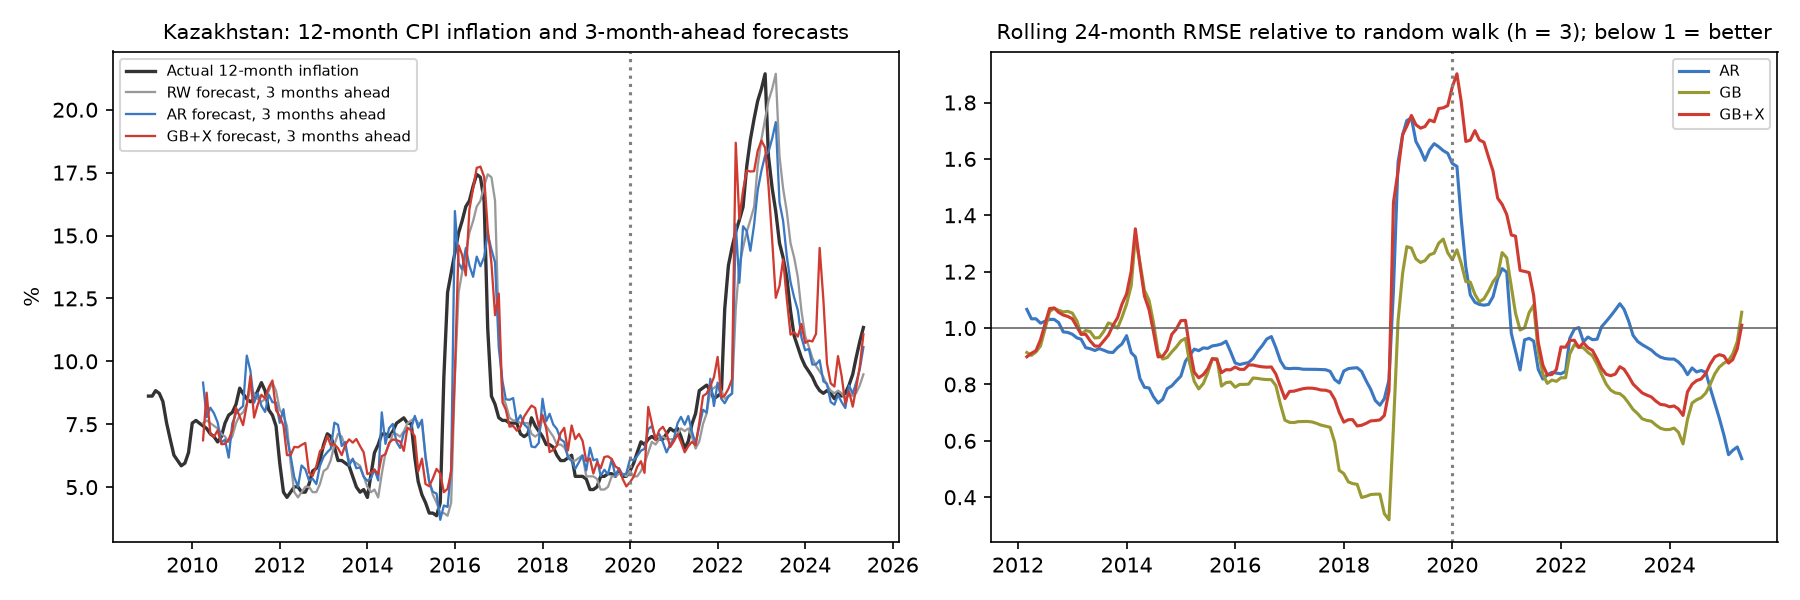 Kazakhstan: 12-month CPI inflation and 3-month-ahead forecasts
Actual 12-month inflation
RW forecast, 3 months ahead
AR forecast, 3 months ahead
GB+X forecast, 3 months ahead
%
20.0
17.5
15.0
12.5
10.0
7.5
5.0
2010 2012 2014 2016 2018 2020 2022 2024 2026
Rolling 24-month RMSE relative to random walk (h = 3); below 1 = better
AR
GB
GB+X
1.8
1.6
1.4
1.2
1.0
0.8
0.6
0.4
2012 2014 2016 2018 2020 2022 2024